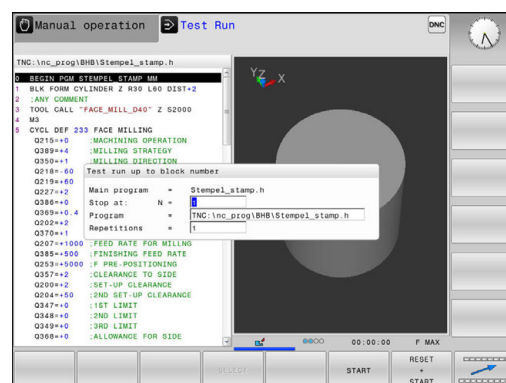 Manual operation
Test Run
DNC
TNC:\nc_prog\BHB\Stempel_stamp.h
0 BEGIN PGM STEMPEL_STAMP MM
1 BLK FORM CYLINDER Z R30 L60 DIST+2
2 ;ANY COMMENT
3 TOOL CALL "FACE_MILL_D40" Z S2000
4 M3
5 CYCL DEF 233 FACE MILLING
Q215=+0 ;MACHINING OPERATION
Q389=+4 ;MILLING STRATEGY
Q350=+1 ;MILLING DIRECTION
Q218=-60
Q219=+60
Q227=+2
Q386=+0
Q369=+0.4
Q202=+2
Q370=+1
Q207=+1000 ;FEED RATE FOR MILLNG
Q385=+500 ;FINISHING FEED RATE
Q253=+5000 ;F PRE-POSITIONING
Q357=+2 ;CLEARANCE TO SIDE
Q200=+2 ;SET-UP CLEARANCE
Q204=+50 ;2ND SET-UP CLEARANCE
Q347=+0 ;1ST LIMIT
Q348=+0 ;2ND LIMIT
Q349=+0 ;3RD LIMIT
Q368=+0 ;ALLOWANCE FOR SIDE
Test run up to block number
Main program = Stempel_stamp.h
Stop at: N = 1
Program = TNC:\nc_prog\BHB\Stempel_stamp.h
Repetitions = 1
Y Z X
00:00:00 F MAX
SELECT
START
RESET
+
START